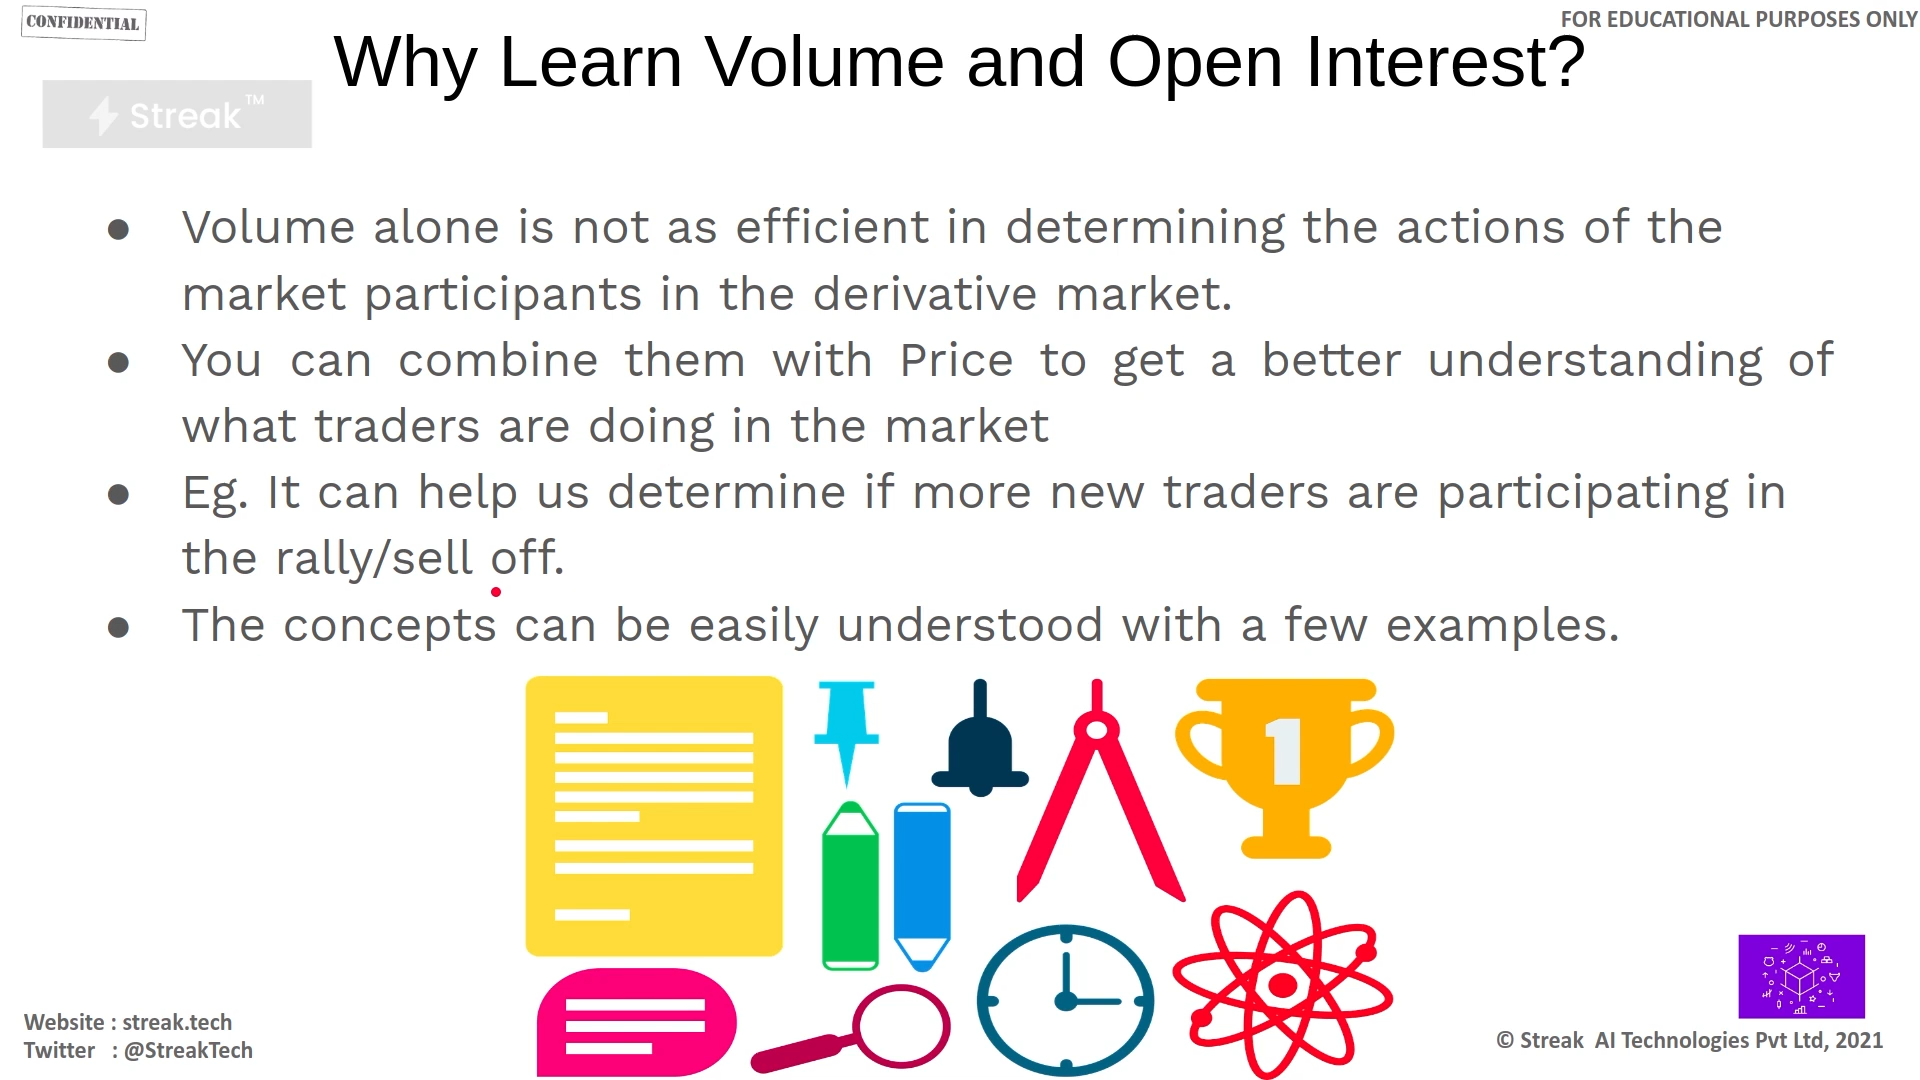 CONFIDENTIAL
FOR EDUCATIONAL PURPOSES ONLY
Why Learn Volume and Open Interest?
Streak™
● Volume alone is not as efficient in determining the actions of the
market participants in the derivative market.
● You can combine them with Price to get a better understanding of
what traders are doing in the market
● Eg. It can help us determine if more new traders are participating in
the rally/sell off.
● The concepts can be easily understood with a few examples.
1
Website : streak.tech
Twitter : @StreakTech
© Streak AI Technologies Pvt Ltd, 2021